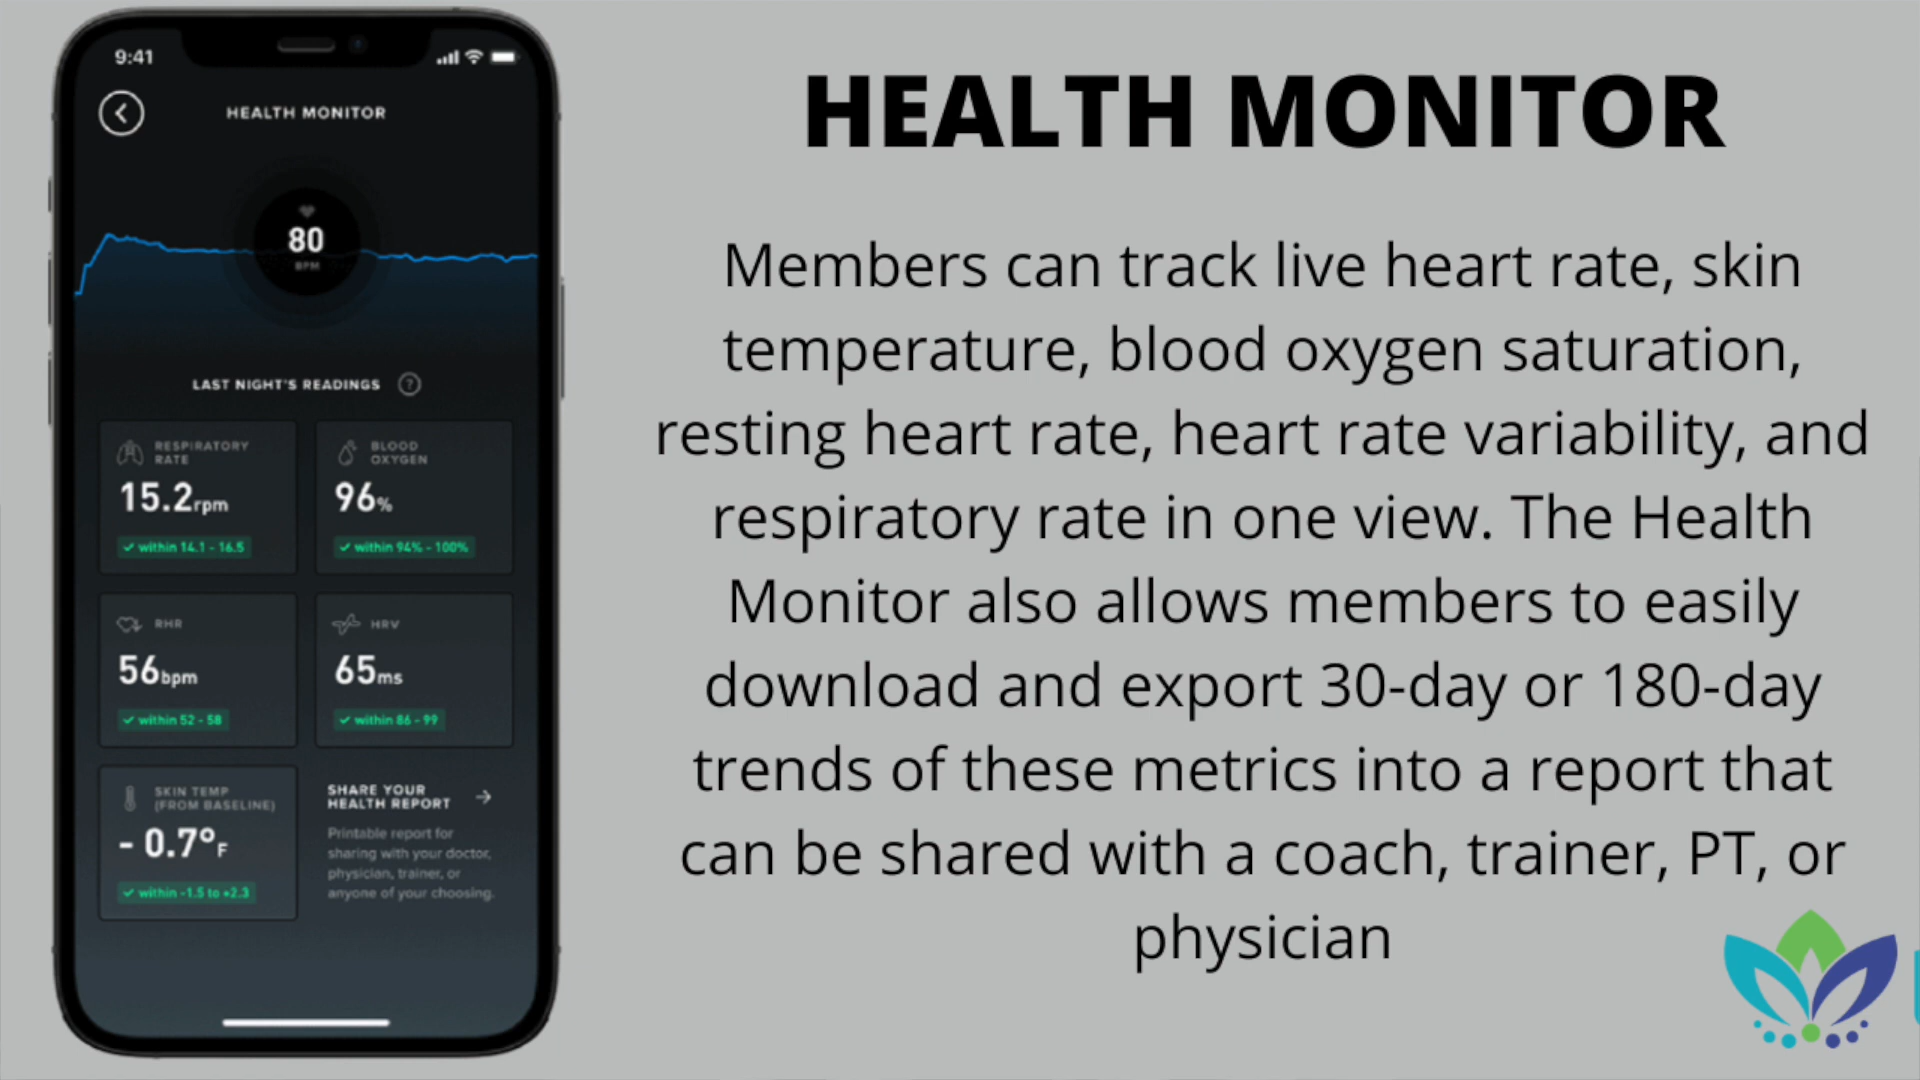 9:41
HEALTH MONITOR
80
BPM
LAST NIGHT'S READINGS ?
RESPIRATORY
RATE
15.2rpm
✓ within 14.1 - 16.5
BLOOD
OXYGEN
96%
✓ within 94% - 100%
RHR
56bpm
✓ within 52 - 58
HRV
65ms
✓ within 86 - 99
SKIN TEMP
(FROM BASELINE)
- 0.7°F
✓ within -1.5 to +2.3
SHARE YOUR
HEALTH REPORT →
Printable report for
sharing with your doctor,
physician, trainer, or
anyone of your choosing.
HEALTH MONITOR
Members can track live heart rate, skin
temperature, blood oxygen saturation,
resting heart rate, heart rate variability, and
respiratory rate in one view. The Health
Monitor also allows members to easily
download and export 30-day or 180-day
trends of these metrics into a report that
can be shared with a coach, trainer, PT, or
physician